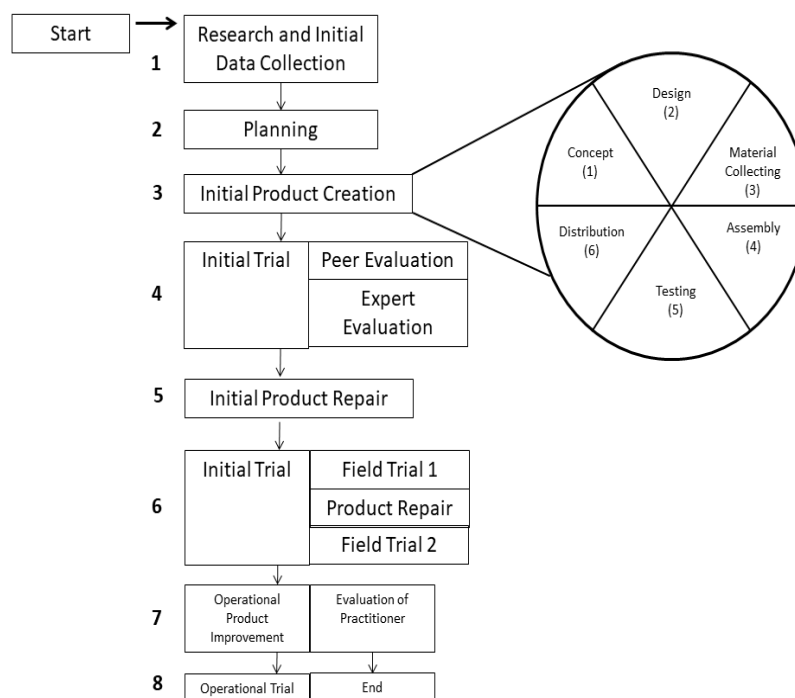 Start
Research and Initial
Data Collection
1
2
Planning
3
Initial Product Creation
Initial Trial
Peer Evaluation
4
Expert
Evaluation
5
Initial Product Repair
Initial Trial
Field Trial 1
6
Product Repair
Field Trial 2
7
Operational
Product
Improvement
Evaluation of
Practitioner
8
Operational Trial
End
Design
(2)
Concept
(1)
Material
Collecting
(3)
Distribution
(6)
Assembly
(4)
Testing
(5)